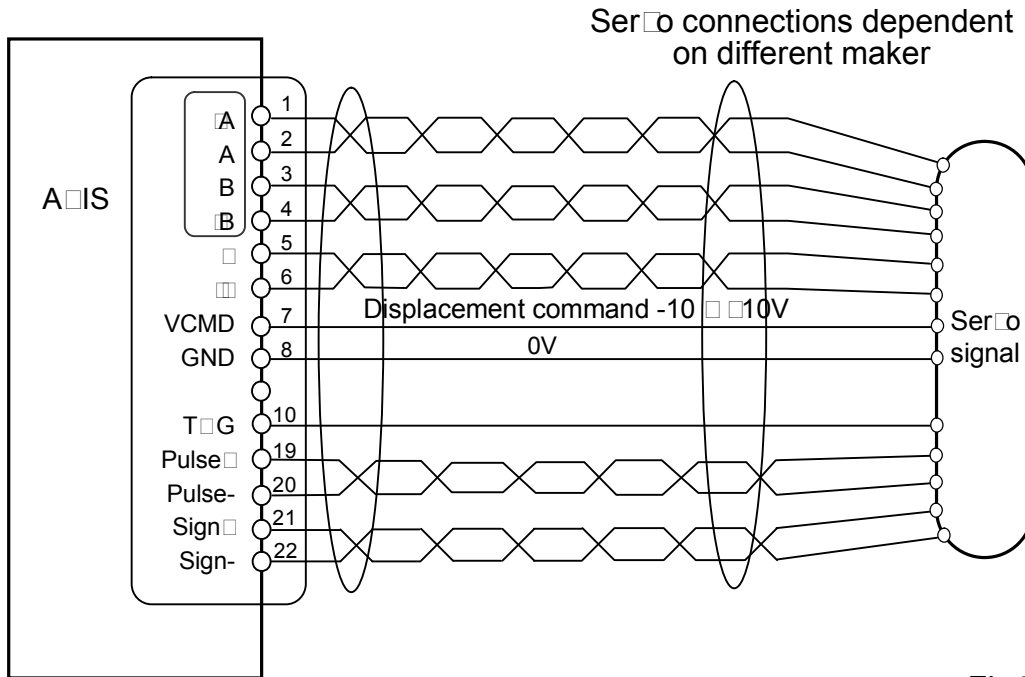 Ser□o connections dependent
on different maker
A□IS
□A 1
A 2
B 3
□B 4
□ 5
□□ 6
VCMD 7
GND 8
T□G 10
Pulse□ 19
Pulse- 20
Sign□ 21
Sign- 22
Displacement command -10 □ □10V
0V
Ser□o
signal